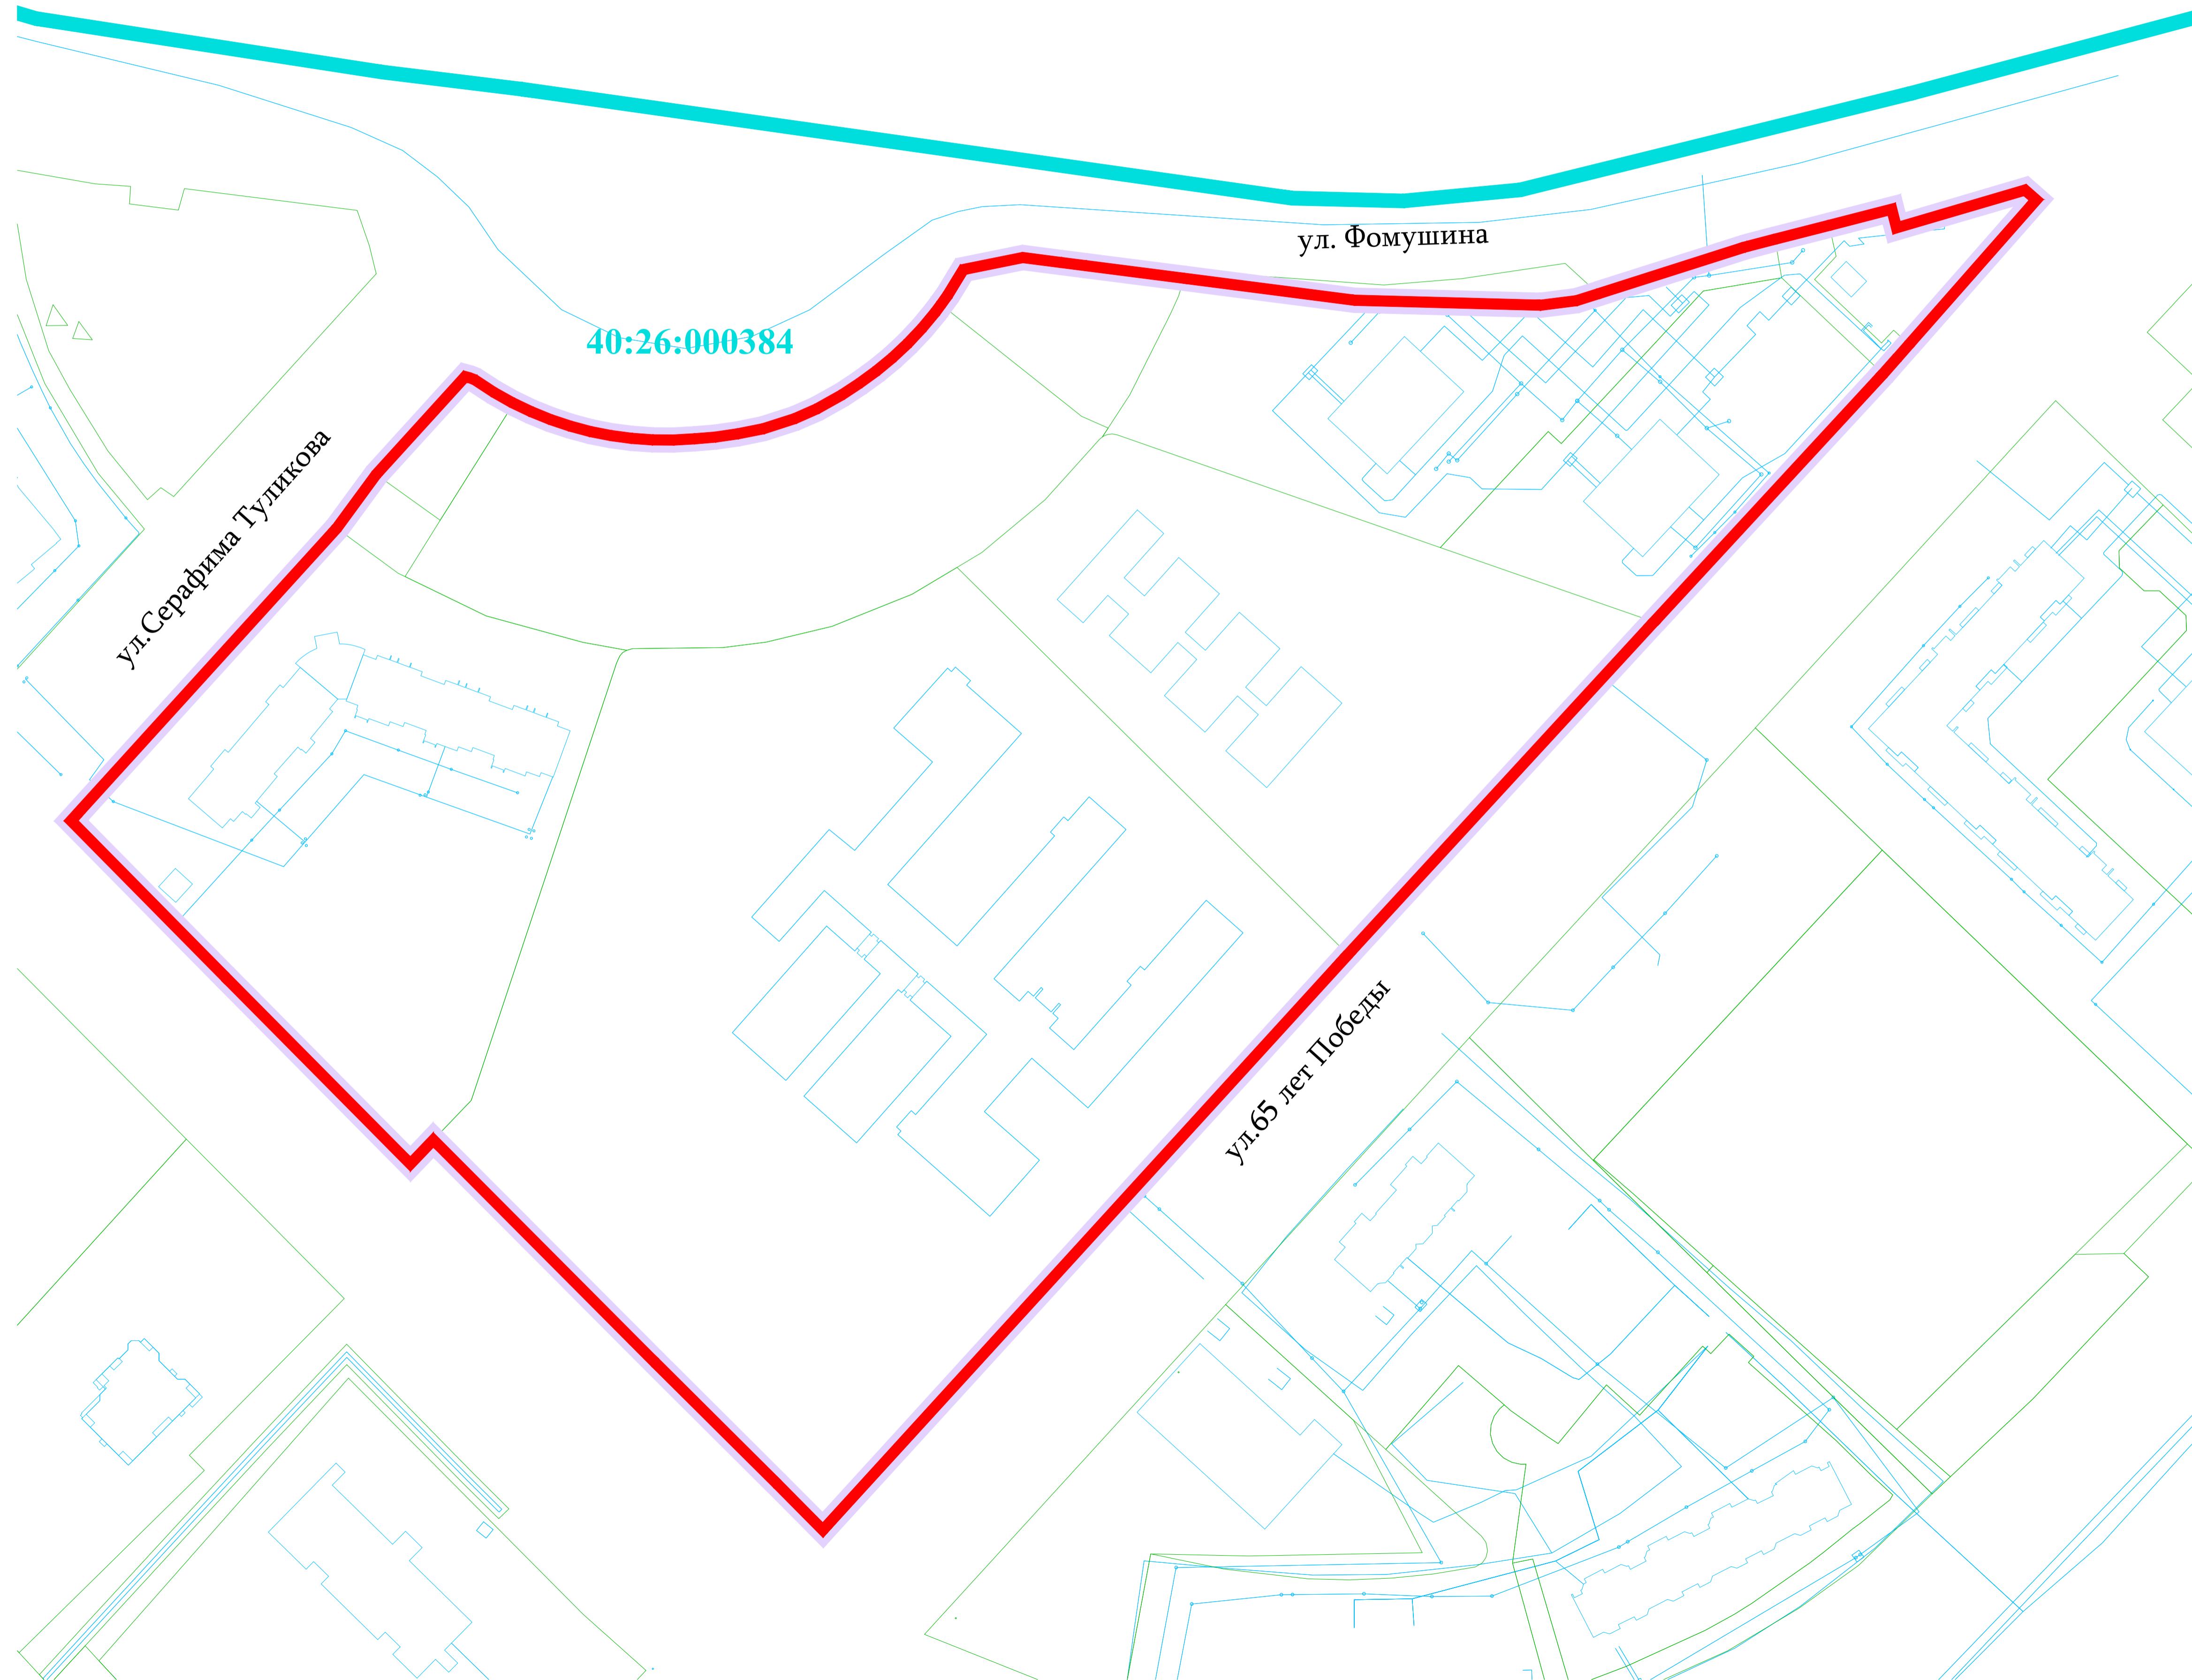 ул. Фомушина
40:26:000384
ул.Серафима Туликова
ул.65 лет Победы